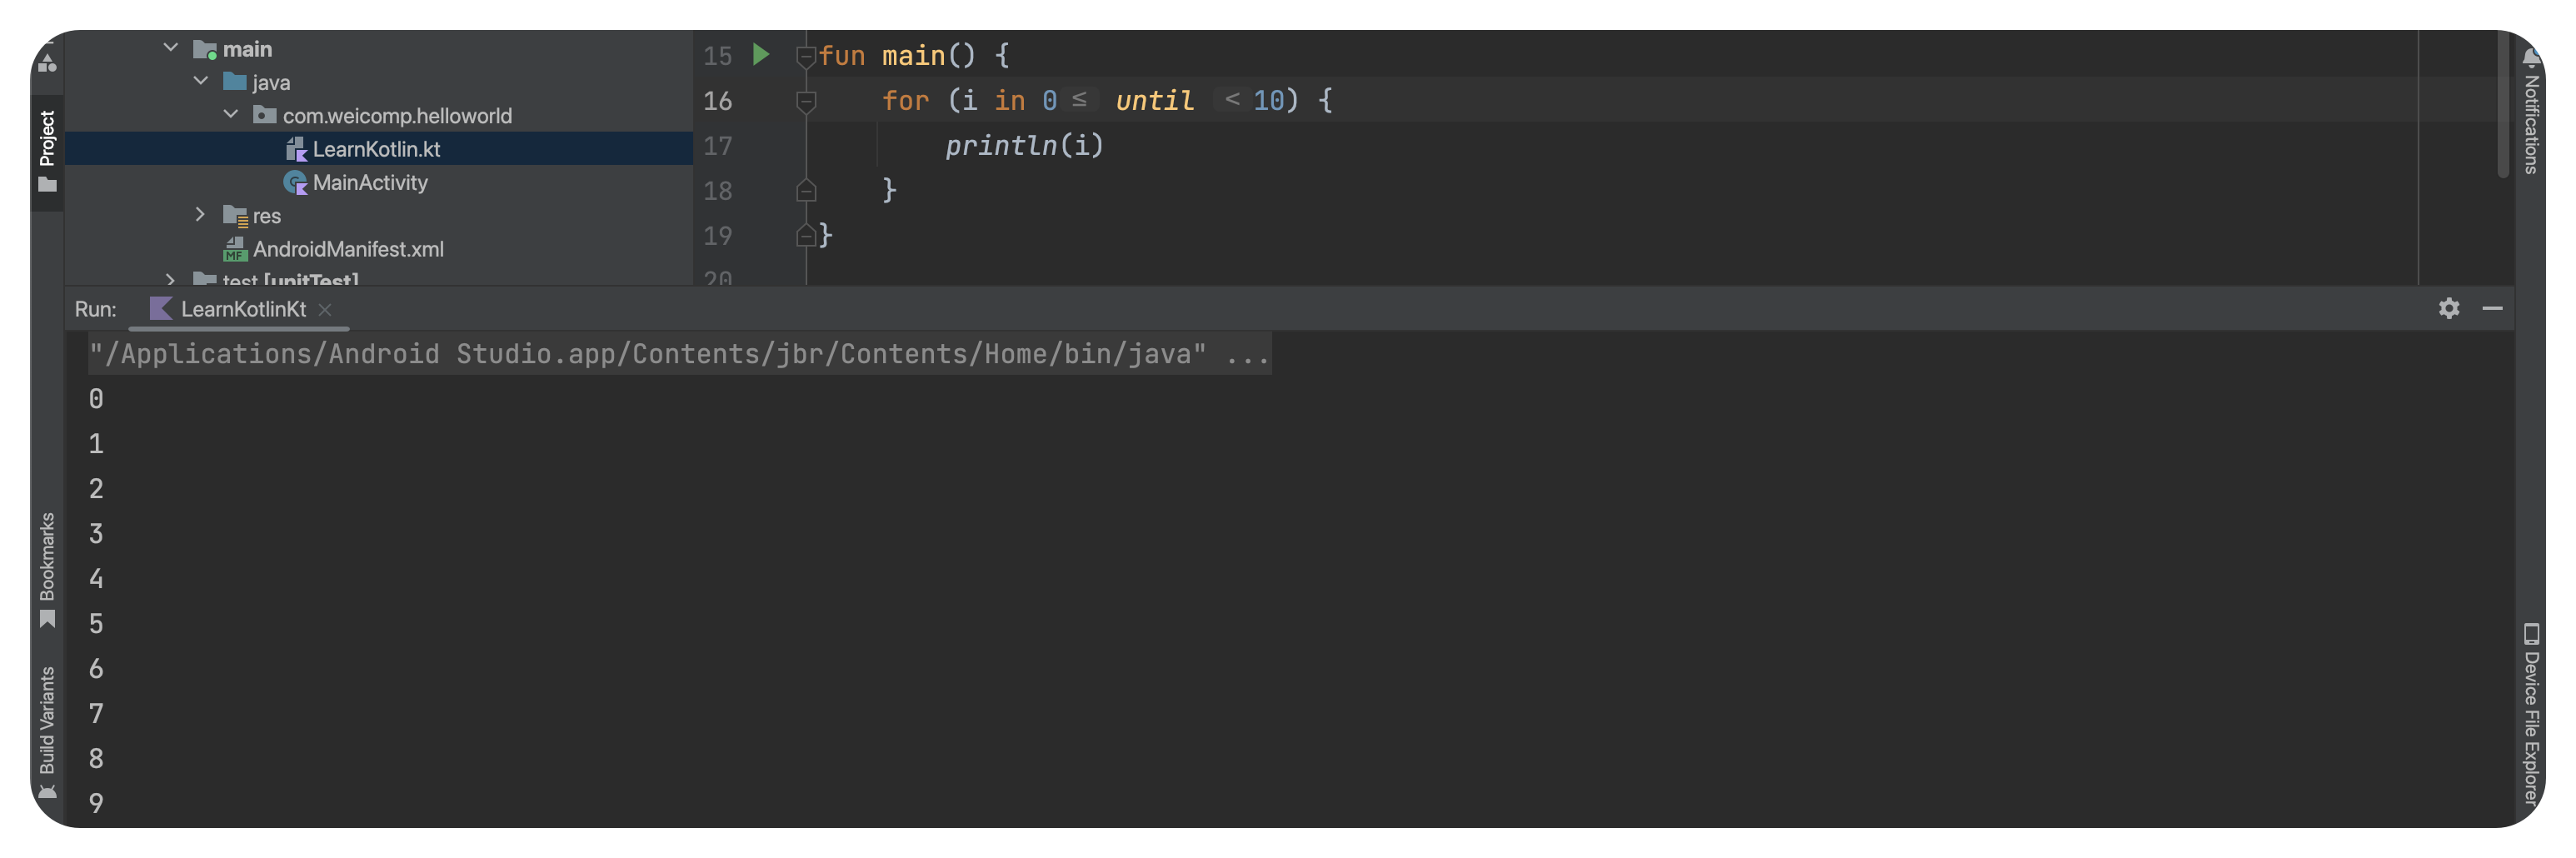 main
java
com.weicomp.helloworld
LearnKotlin.kt
MainActivity
res
MF AndroidManifest.xml
test [unitTest]
Project
Bookmarks
Build Variants
15 fun main() {
16 for (i in 0 ≤ until < 10) {
17 println(i)
18 }
19 }
20
Notifications
Device File Explorer
Run: LearnKotlinKt
"/Applications/Android Studio.app/Contents/jbr/Contents/Home/bin/java" ...
0
1
2
3
4
5
6
7
8
9